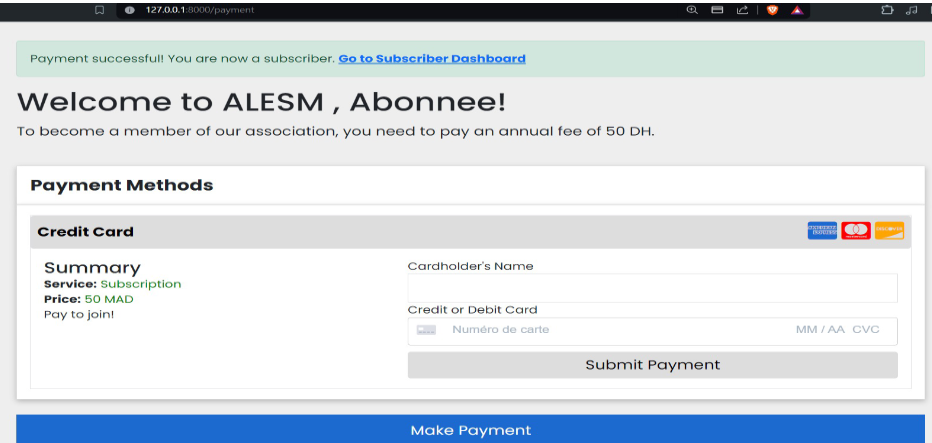 127.0.0.1:8000/payment
Payment successful! You are now a subscriber. Go to Subscriber Dashboard
Welcome to ALESM , Abonnee!
To become a member of our association, you need to pay an annual fee of 50 DH.
Payment Methods
Credit Card
Summary
Service: Subscription
Price: 50 MAD
Pay to join!
Cardholder's Name
Credit or Debit Card
Numéro de carte MM / AA CVC
Submit Payment
Make Payment